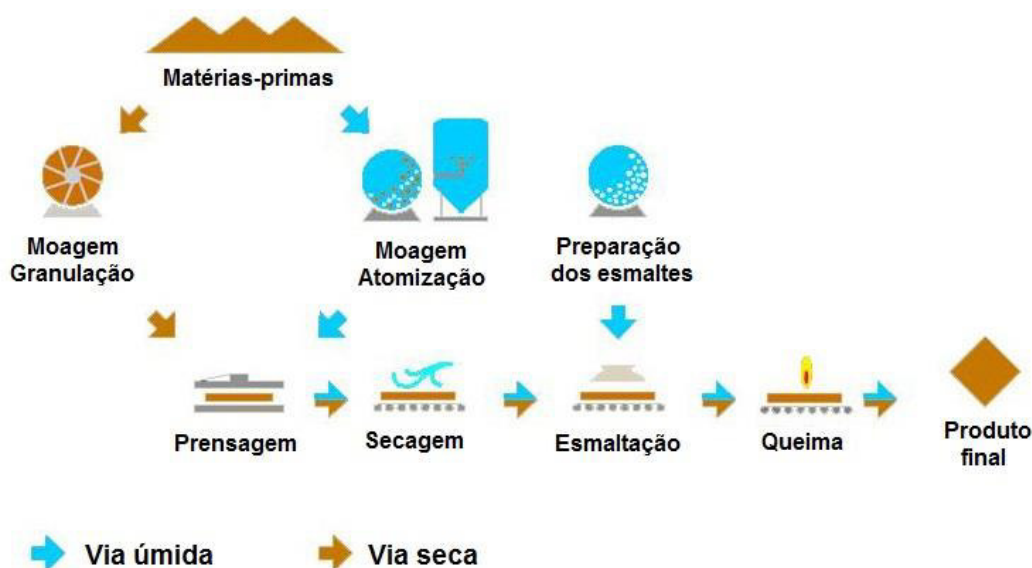 Matérias-primas
Moagem
Granulação
Moagem
Atomização
Preparação
dos esmaltes
Prensagem
Secagem
Esmaltação
Queima
Produto
final
Via úmida
Via seca